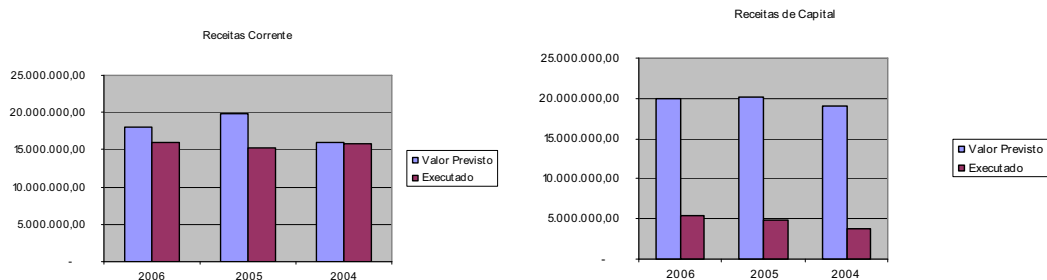 Receitas Corrente
25.000.000,00
20.000.000,00
15.000.000,00
10.000.000,00
5.000.000,00
-
2006 2005 2004
Valor Previsto
Executado
Receitas de Capital
25.000.000,00
20.000.000,00
15.000.000,00
10.000.000,00
5.000.000,00
-
2006 2005 2004
Valor Previsto
Executado